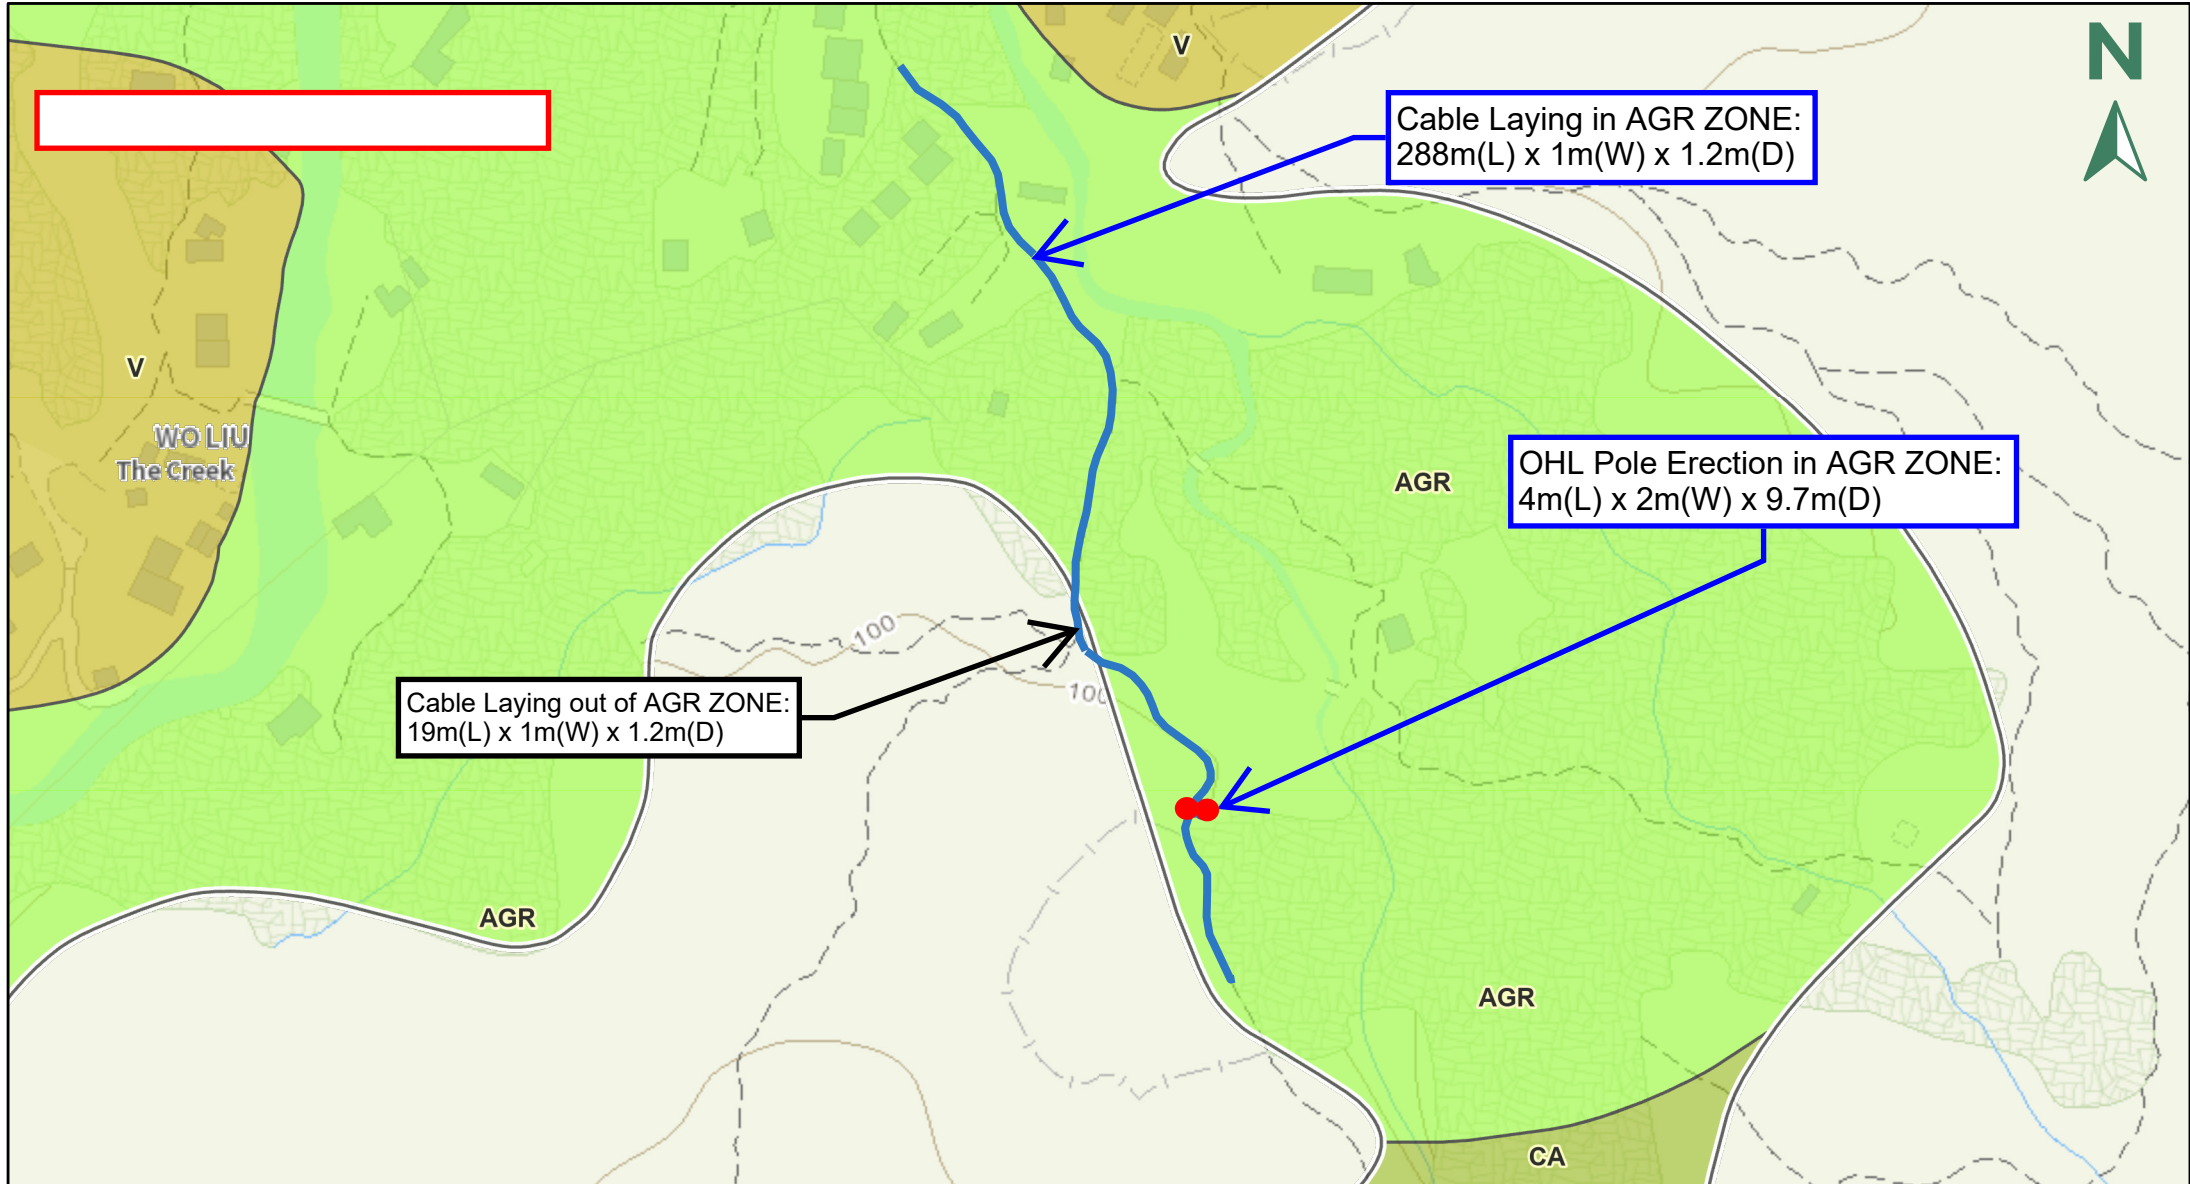 V
N
Cable Laying in AGR ZONE:
288m(L) x 1m(W) x 1.2m(D)
V
WO LIU
The Creek
AGR
OHL Pole Erection in AGR ZONE:
4m(L) x 2m(W) x 9.7m(D)
100
Cable Laying out of AGR ZONE:
19m(L) x 1m(W) x 1.2m(D)
100
AGR
AGR
CA